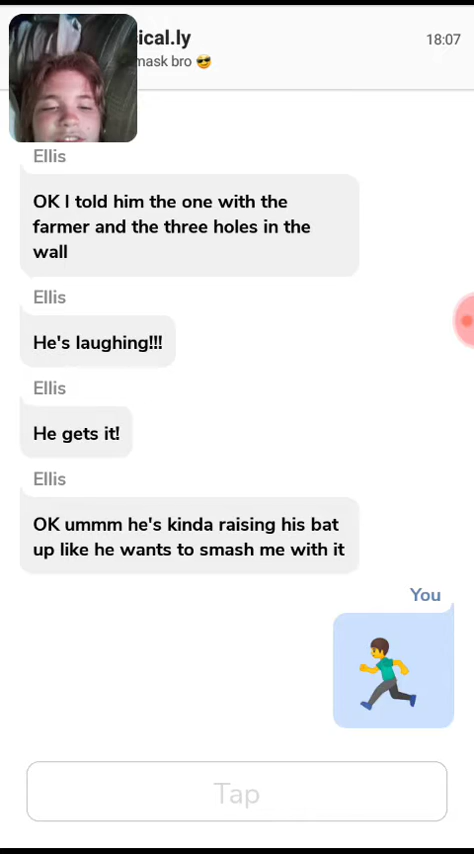 ical.ly
18:07
mask bro 😎
Ellis
OK I told him the one with the
farmer and the three holes in the
wall
Ellis
He's laughing!!!
Ellis
He gets it!
Ellis
OK ummm he's kinda raising his bat
up like he wants to smash me with it
You
Tap